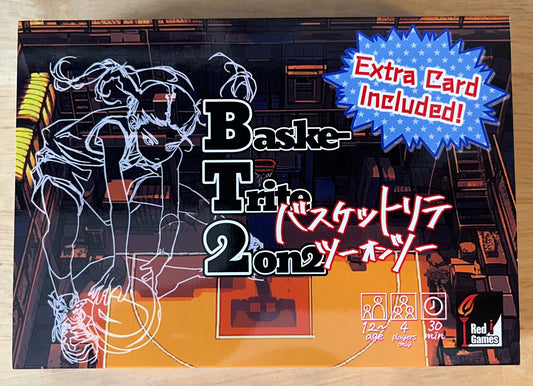 Extra Card
Included!
Baske-
Trite
2on2
バスケットリテ
ツーオンツー
12~
age
4
players
only
30
min
Red
Games